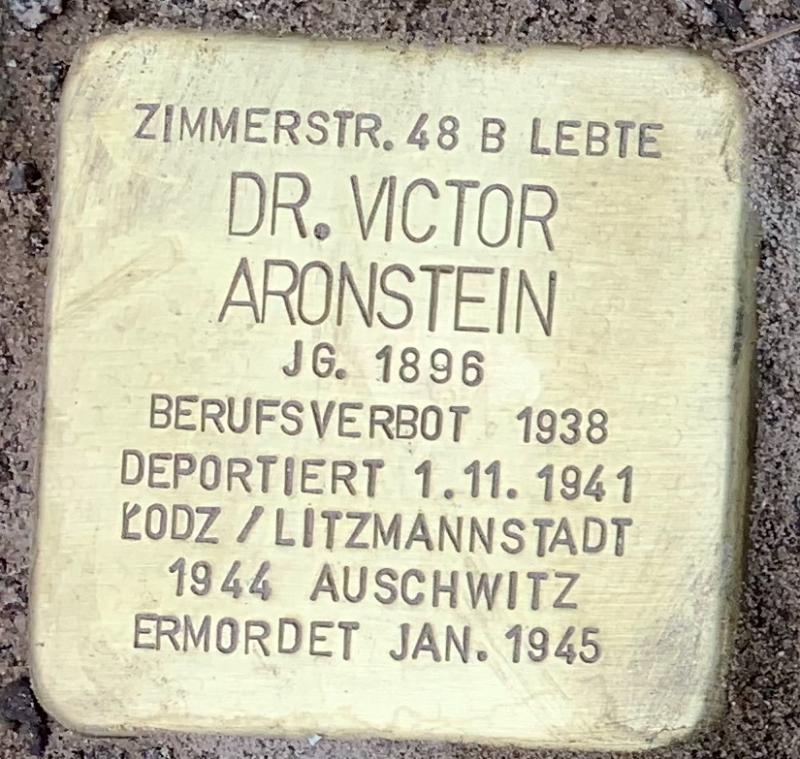 ZIMMERSTR. 48 B LEBTE
DR. VICTOR
ARONSTEIN
JG. 1896
BERUFSVERBOT 1938
DEPORTIERT 1.11.1941
ŁODZ / LITZMANNSTADT
1944 AUSCHWITZ
ERMORDET JAN. 1945